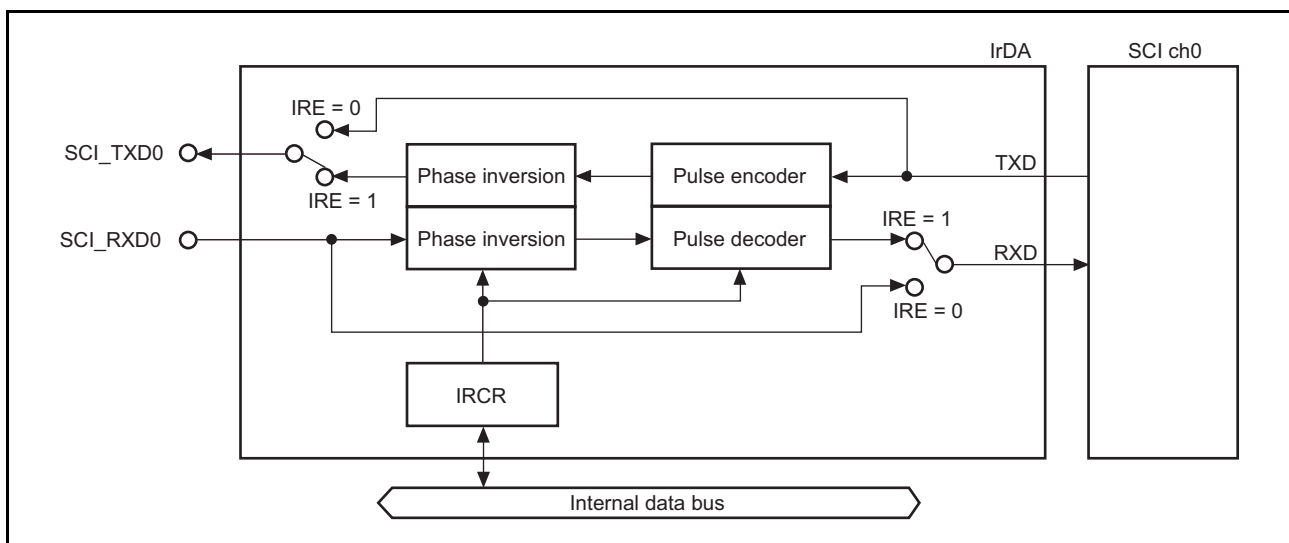 IrDA
SCI ch0
IRE = 0
SCI_TXD0
Phase inversion
Pulse encoder
TXD
IRE = 1
SCI_RXD0
Phase inversion
Pulse decoder
IRE = 1
RXD
IRE = 0
IRCR
Internal data bus